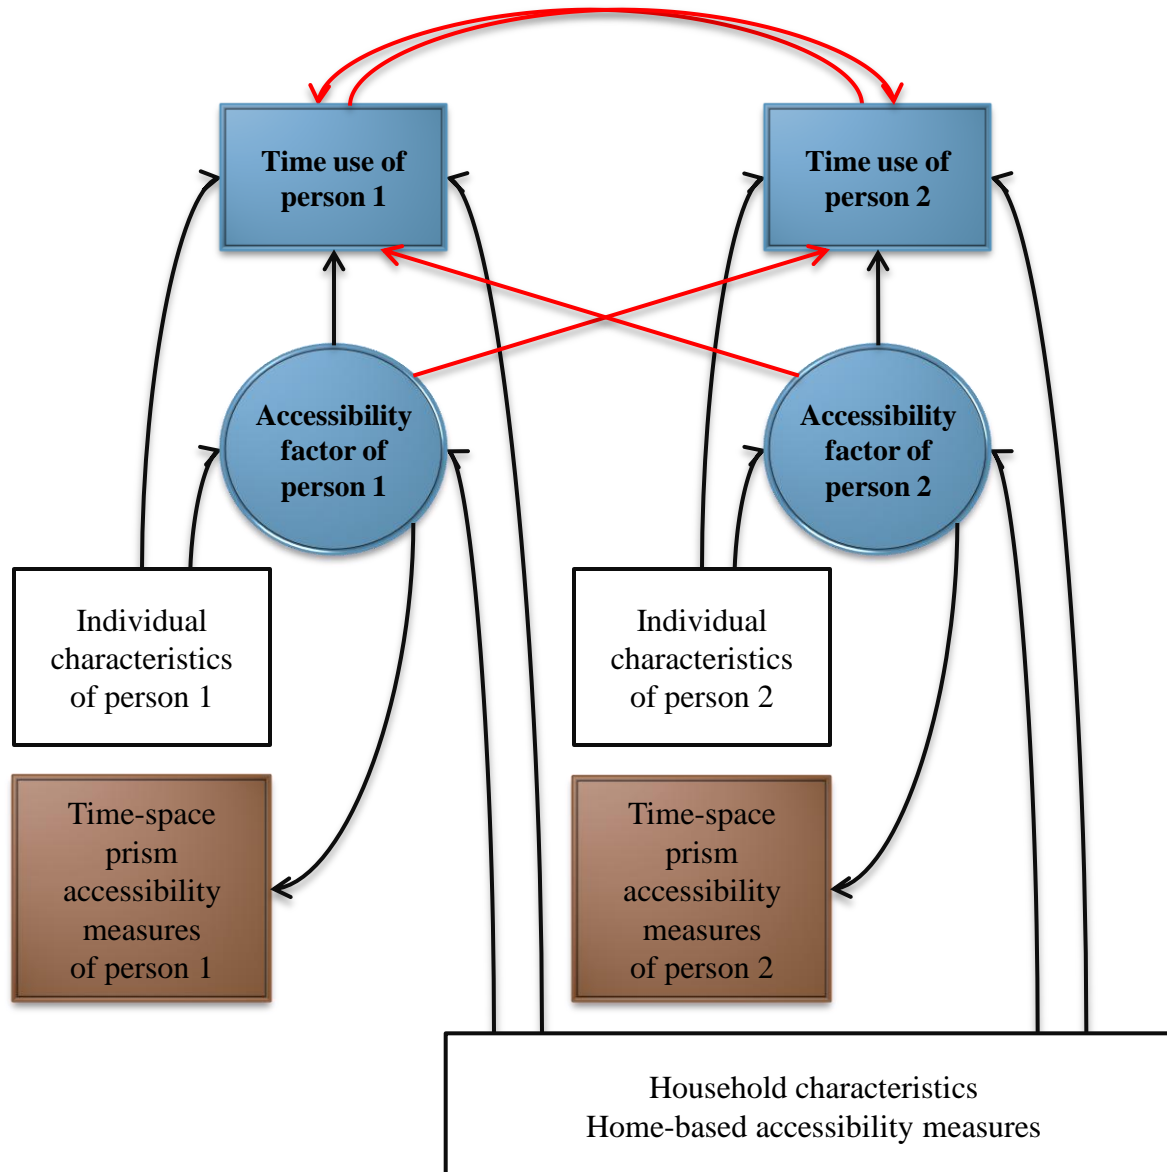 Time use of
person 1
Time use of
person 2
Accessibility
factor of
person 1
Accessibility
factor of
person 2
Individual
characteristics
of person 1
Individual
characteristics
of person 2
Time-space
prism
accessibility
measures
of person 1
Time-space
prism
accessibility
measures
of person 2
Household characteristics
Home-based accessibility measures